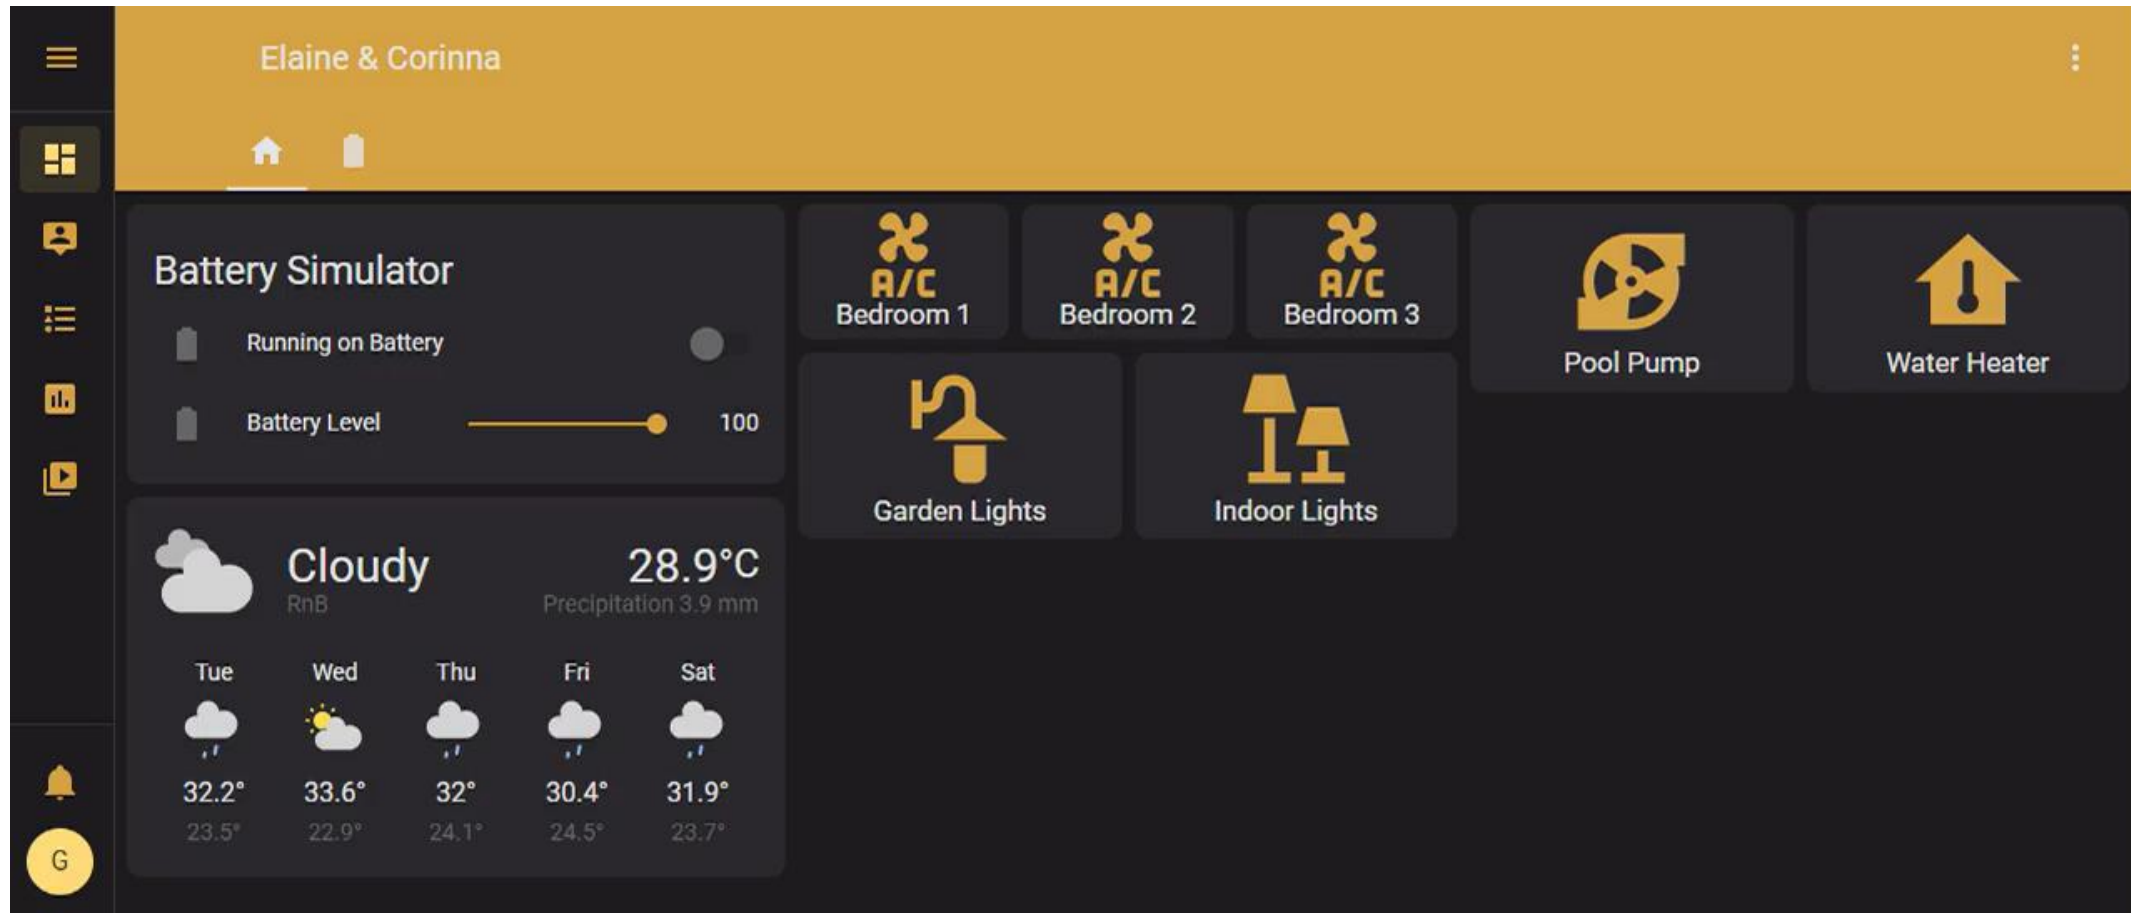 Elaine & Corinna
Battery Simulator
Running on Battery
Battery Level 100
Cloudy 28.9°C
RnB Precipitation 3.9 mm
Tue Wed Thu Fri Sat
32.2° 33.6° 32° 30.4° 31.9°
23.5° 22.9° 24.1° 24.5° 23.7°
A/C A/C A/C
Bedroom 1 Bedroom 2 Bedroom 3
Pool Pump Water Heater
Garden Lights Indoor Lights
G